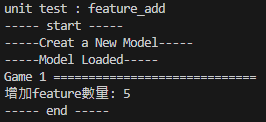 unit test : feature_add
----- start -----
-----Creat a New Model-----
-----Model Loaded-----
Game 1 =============================
增加feature數量: 5
----- end -----